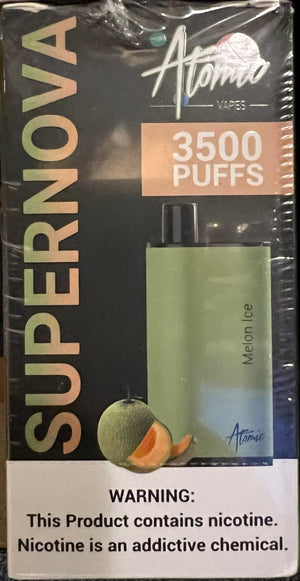 SUPERNOVA
Atomic
VAPES
3500
PUFFS
Melon Ice
Atomic
WARNING:
This Product contains nicotine.
Nicotine is an addictive chemical.